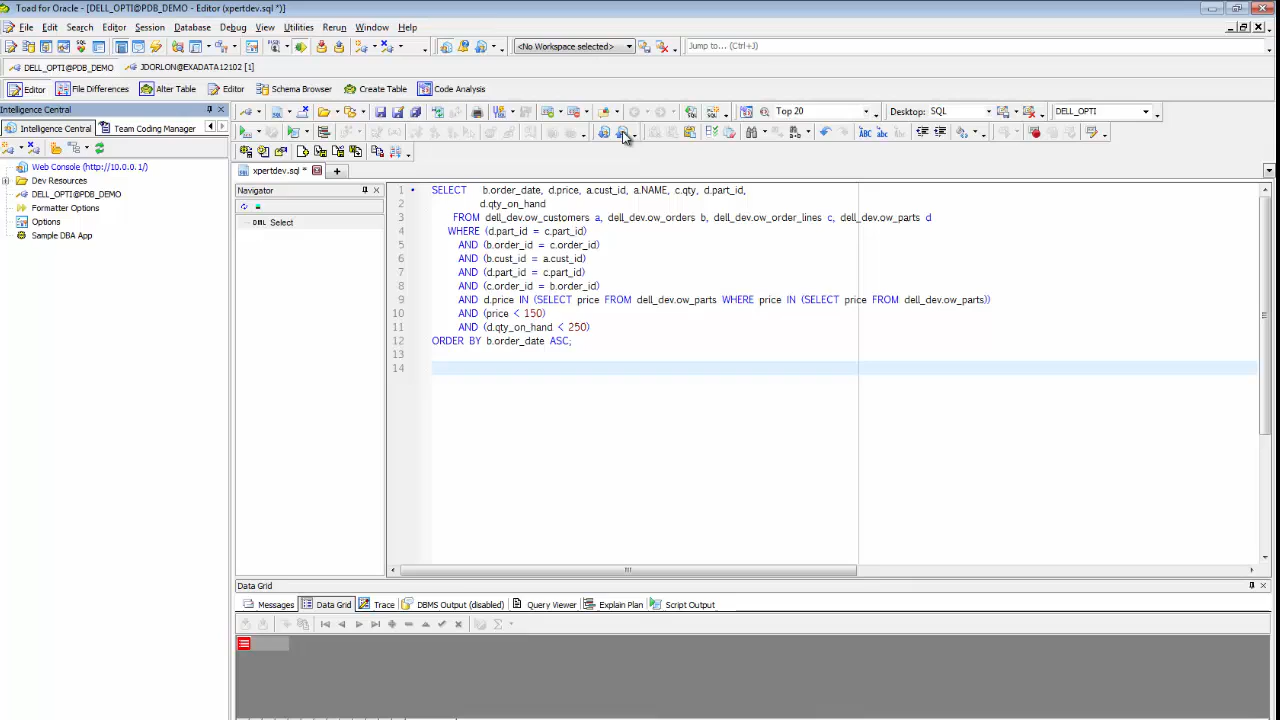 Toad for Oracle - [DELL_OPTI@PDB_DEMO - Editor (xpertdev.sql *)]
File Edit Search Editor Session Database Debug View Utilities Rerun Window Help
<No Workspace selected> Jump to... (Ctrl+J)
DELL_OPTI@PDB_DEMO JDORLON@EXADATA12102 [1]
Editor File Differences Alter Table Editor Schema Browser Create Table Code Analysis
Intelligence Central
Intelligence Central Team Coding Manager
Web Console (http://10.0.0.1/)
Dev Resources
DELL_OPTI@PDB_DEMO
Formatter Options
Options
Sample DBA App
Top 20 Desktop: SQL DELL_OPTI
xpertdev.sql *
Navigator
DML Select
1 SELECT b.order_date, d.price, a.cust_id, a.NAME, c.qty, d.part_id,
2 d.qty_on_hand
3 FROM dell_dev.ow_customers a, dell_dev.ow_orders b, dell_dev.ow_order_lines c, dell_dev.ow_parts d
4 WHERE (d.part_id = c.part_id)
5 AND (b.order_id = c.order_id)
6 AND (b.cust_id = a.cust_id)
7 AND (d.part_id = c.part_id)
8 AND (c.order_id = b.order_id)
9 AND d.price IN (SELECT price FROM dell_dev.ow_parts WHERE price IN (SELECT price FROM dell_dev.ow_parts))
10 AND (price < 150)
11 AND (d.qty_on_hand < 250)
12 ORDER BY b.order_date ASC;
13
14
Data Grid
Messages Data Grid Trace DBMS Output (disabled) Query Viewer Explain Plan Script Output